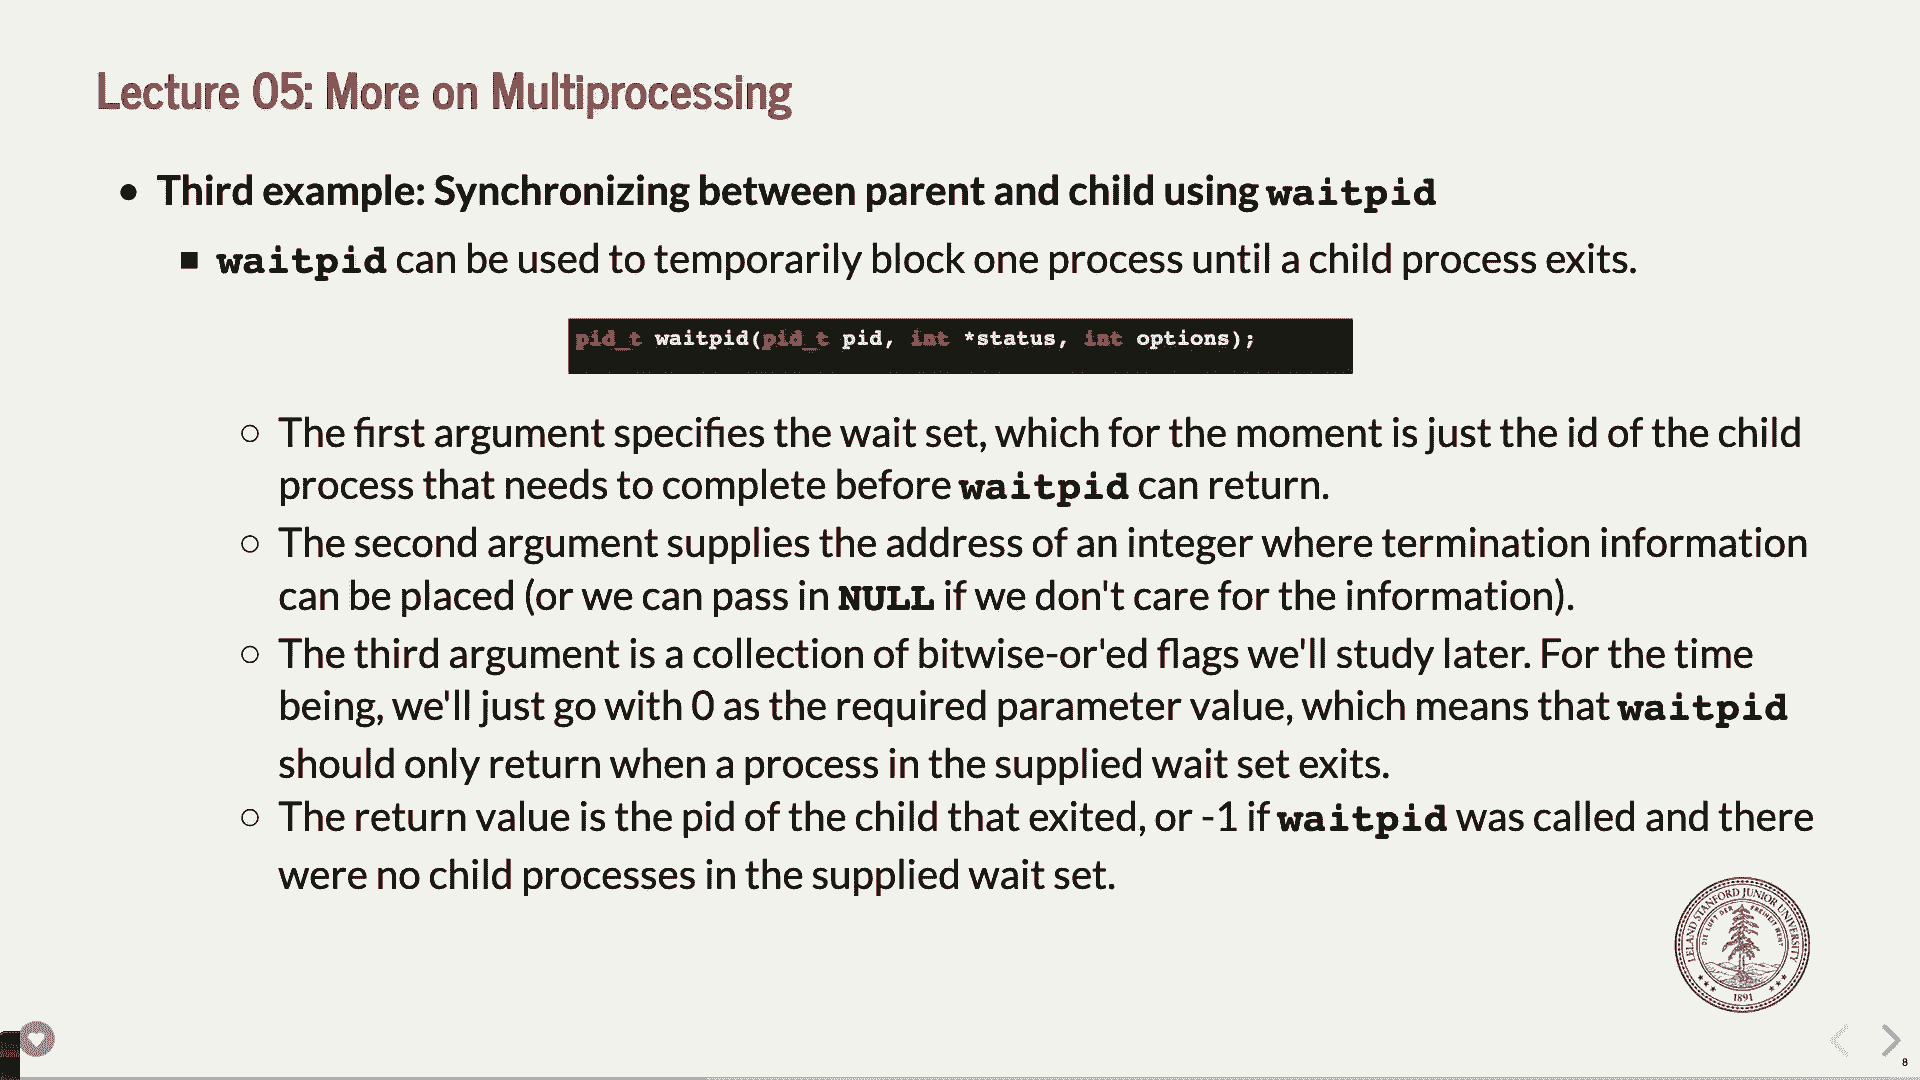 Lecture 05: More on Multiprocessing
Third example: Synchronizing between parent and child using waitpid
waitpid can be used to temporarily block one process until a child process exits.
pid_t waitpid(pid_t pid, int *status, int options);
The first argument specifies the wait set, which for the moment is just the id of the child
process that needs to complete before waitpid can return.
The second argument supplies the address of an integer where termination information
can be placed (or we can pass in NULL if we don't care for the information).
The third argument is a collection of bitwise-or'ed flags we'll study later. For the time
being, we'll just go with 0 as the required parameter value, which means that waitpid
should only return when a process in the supplied wait set exits.
The return value is the pid of the child that exited, or -1 if waitpid was called and there
were no child processes in the supplied wait set.
LELAND STANFORD JUNIOR UNIVERSITY
DIE LUFT DER FREIHEIT WEHT
1891
8